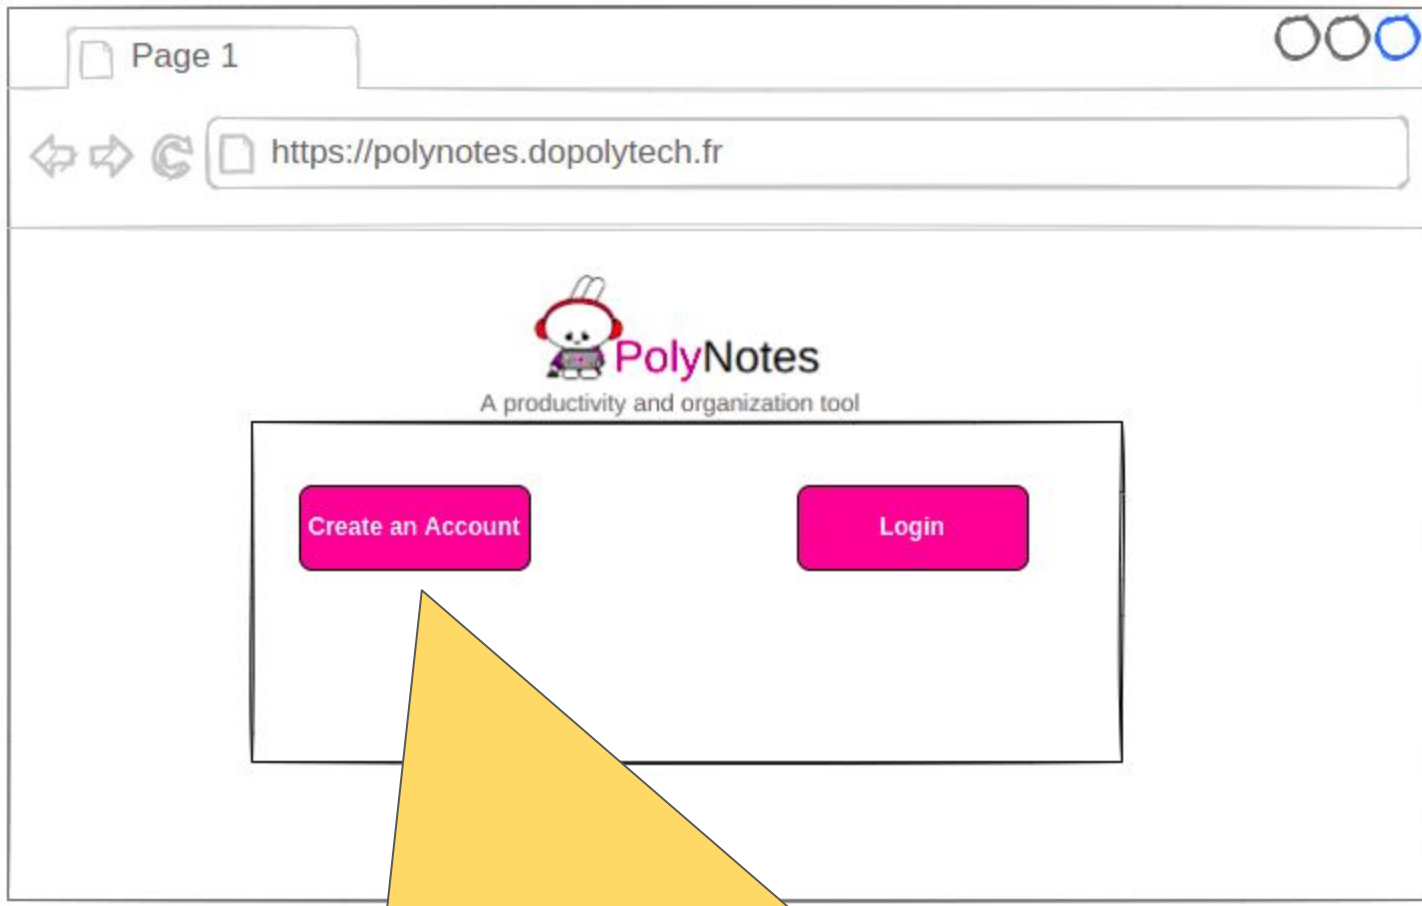 Page 1
https://polynotes.dopolytech.fr
PolyNotes
A productivity and organization tool
Create an Account
Login